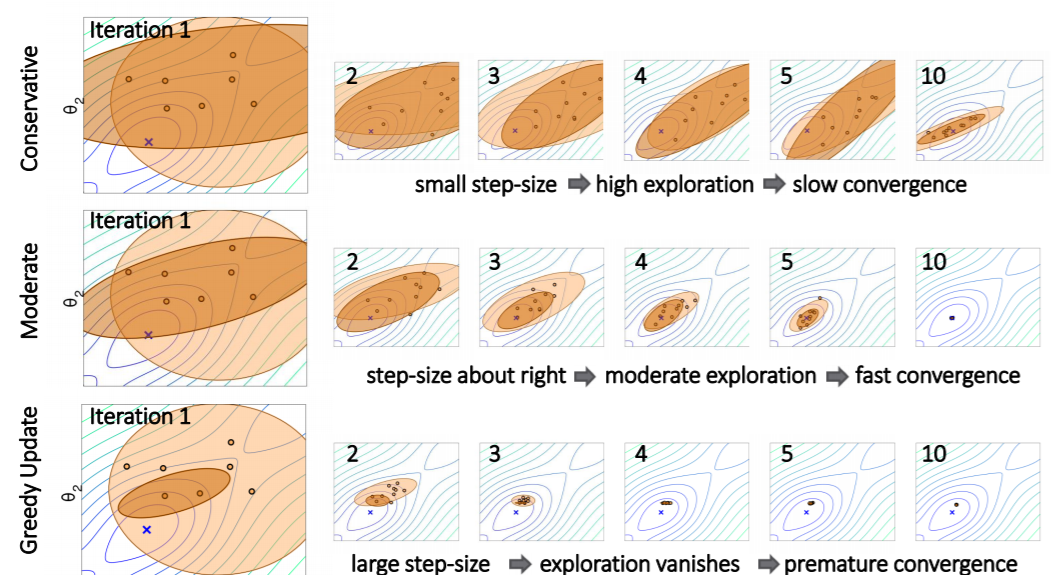 Conservative
θ2
Iteration 1
2
3
4
5
10
small step-size ➡ high exploration ➡ slow convergence
Moderate
θ2
Iteration 1
2
3
4
5
10
step-size about right ➡ moderate exploration ➡ fast convergence
Greedy Update
θ2
Iteration 1
2
3
4
5
10
large step-size ➡ exploration vanishes ➡ premature convergence